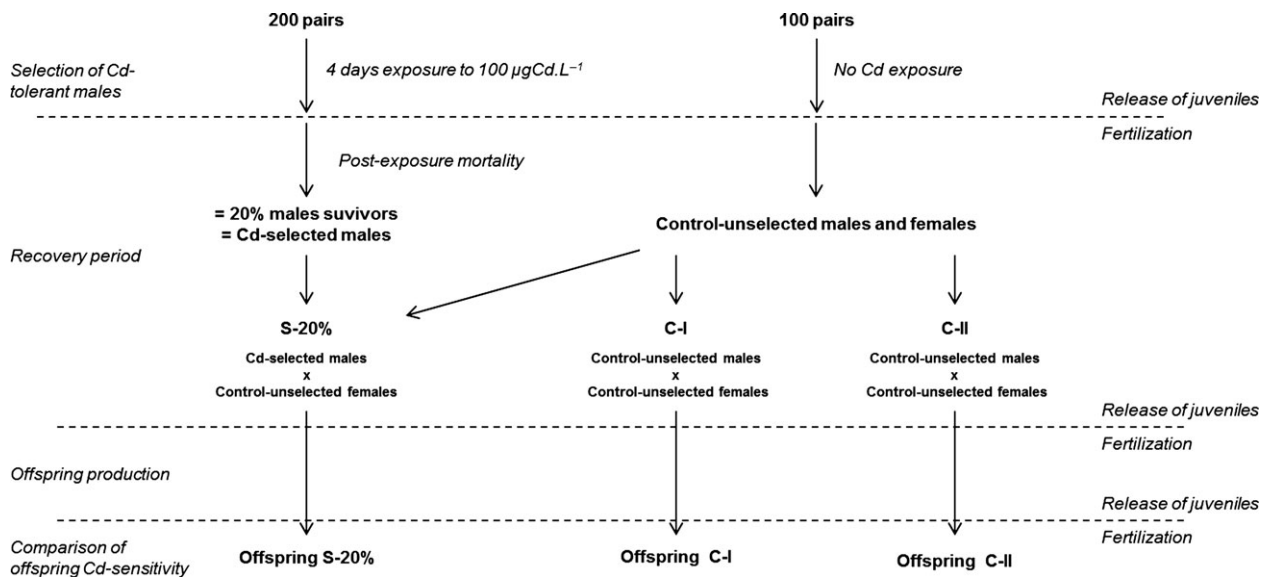 200 pairs
100 pairs
Selection of Cd-
tolerant males
4 days exposure to 100 µgCd.L⁻¹
No Cd exposure
Release of juveniles
Fertilization
Post-exposure mortality
= 20% males suvivors
= Cd-selected males
Control-unselected males and females
Recovery period
S-20%
C-I
C-II
Cd-selected males
x
Control-unselected females
Control-unselected males
x
Control-unselected females
Control-unselected males
x
Control-unselected females
Release of juveniles
Fertilization
Offspring production
Release of juveniles
Fertilization
Comparison of
offspring Cd-sensitivity
Offspring S-20%
Offspring C-I
Offspring C-II